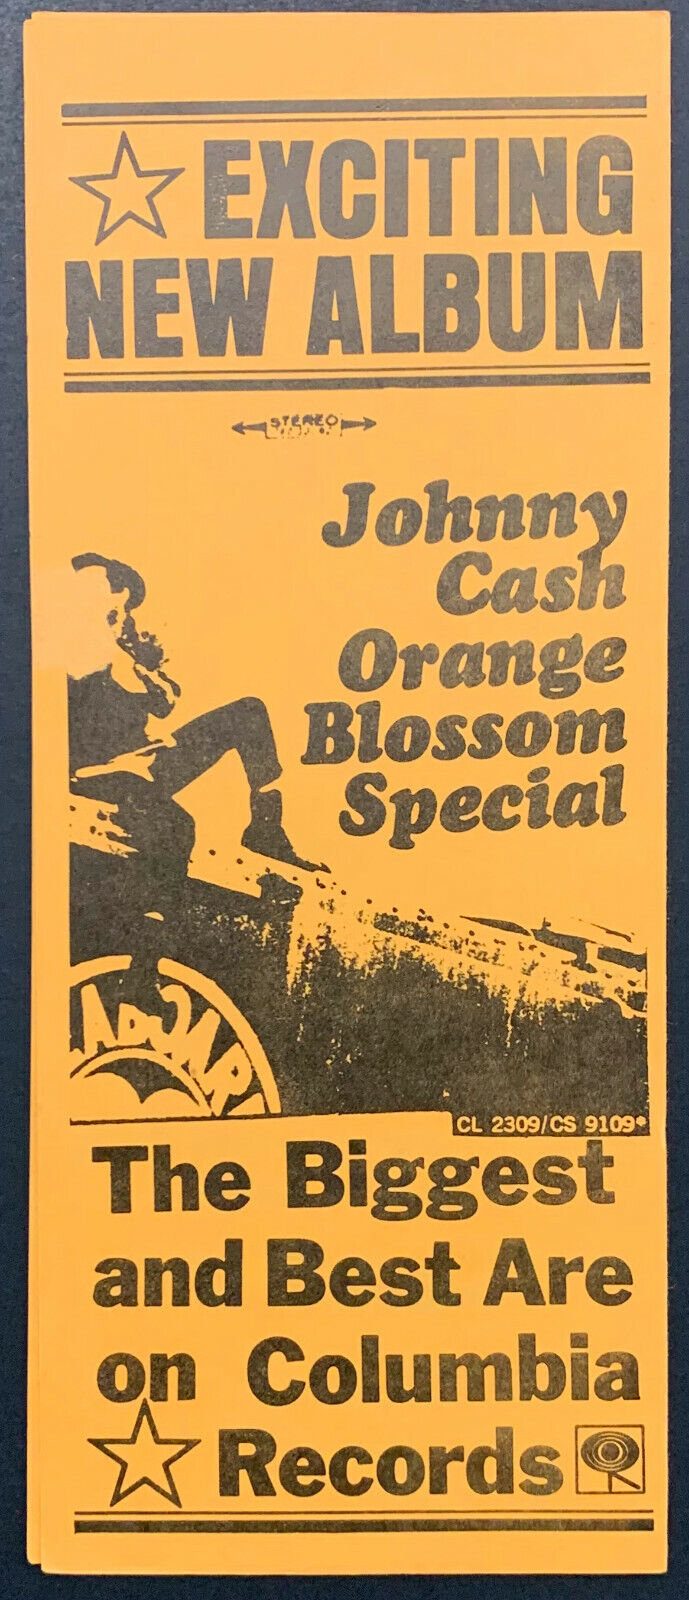 EXCITING
NEW ALBUM
STEREO
Johnny
Cash
Orange
Blossom
Special
CL 2309/CS 9109*
The Biggest
and Best Are
on Columbia
Records